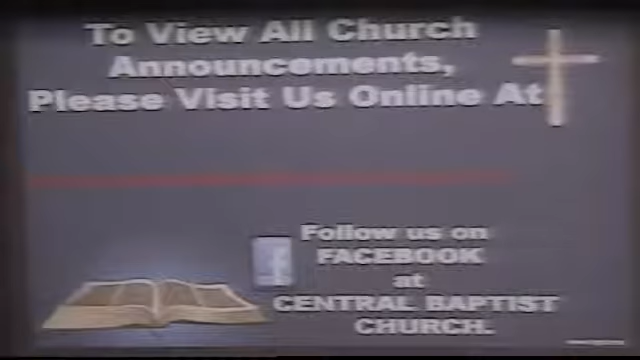 To View All Church
Announcements,
Please Visit Us Online At
f
Follow us on
FACEBOOK
at
CENTRAL BAPTIST
CHURCH.